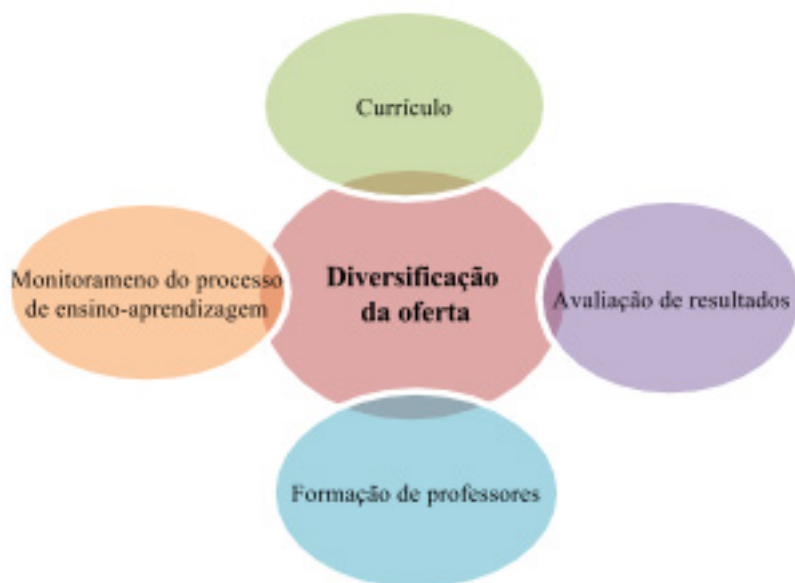 Currículo
Monitorameno do processo
de ensino-aprendizagem
Diversificação
da oferta
Avaliação de resultados
Formação de professores